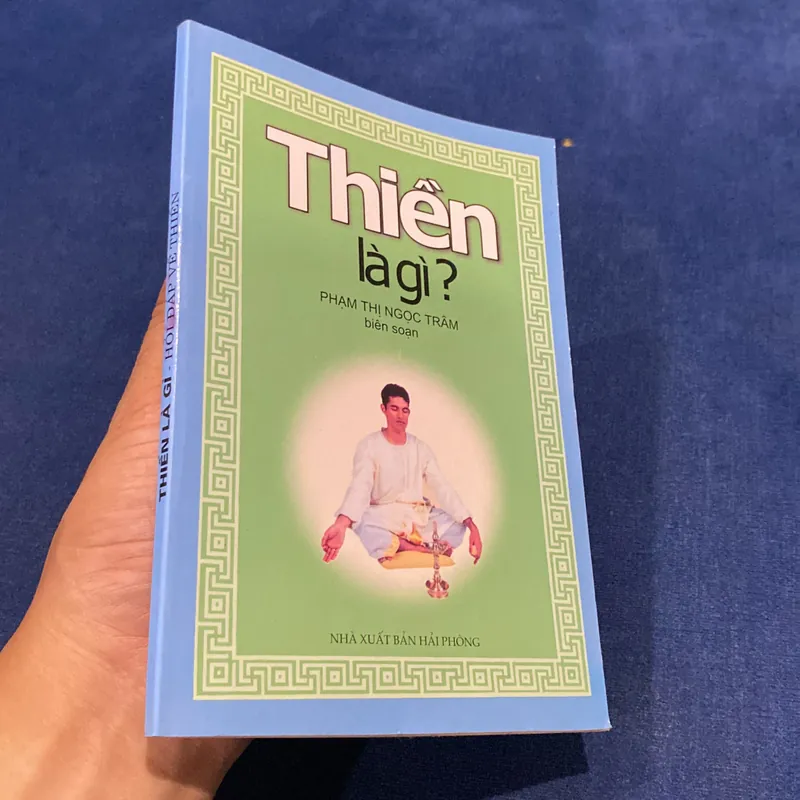 Thiền
là gì?
PHẠM THỊ NGỌC TRÂM
biên soạn
NHÀ XUẤT BẢN HẢI PHÒNG
THIỀN LÀ GÌ - HỎI ĐÁP VỀ THIỀN